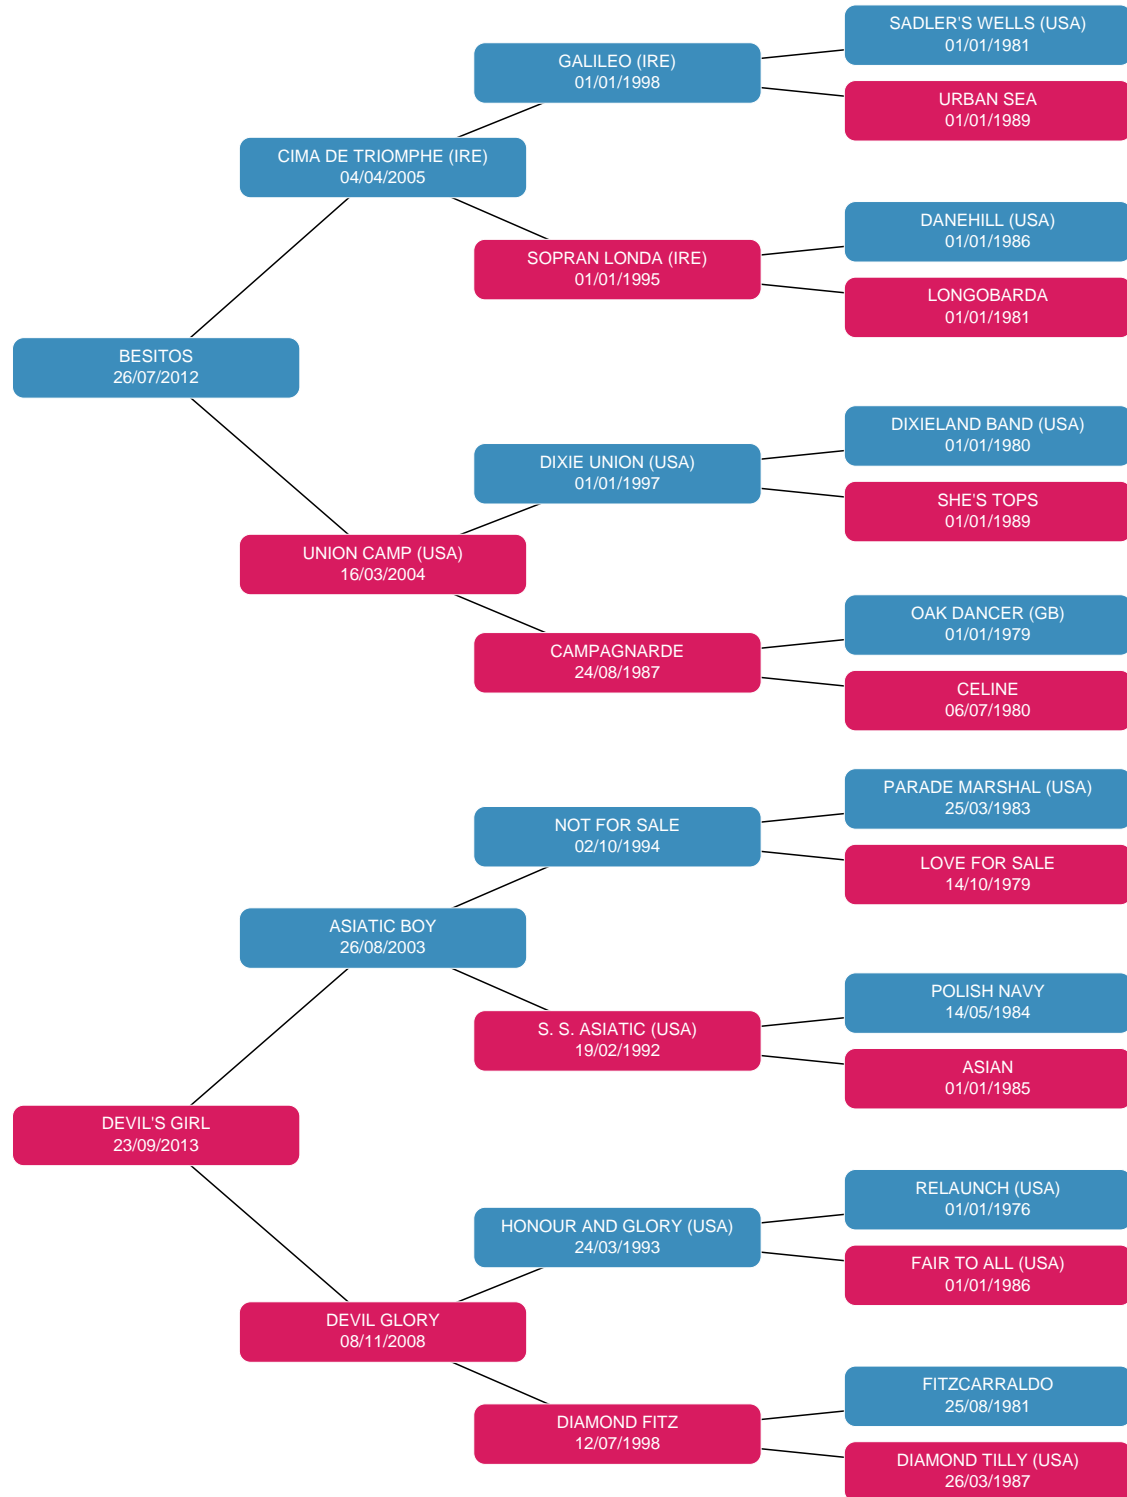 SADLER'S WELLS (USA)
01/01/1981
GALILEO (IRE)
01/01/1998
URBAN SEA
01/01/1989
CIMA DE TRIOMPHE (IRE)
04/04/2005
DANEHILL (USA)
01/01/1986
SOPRAN LONDA (IRE)
01/01/1995
LONGOBARDA
01/01/1981
BESITOS
26/07/2012
DIXIELAND BAND (USA)
01/01/1980
DIXIE UNION (USA)
01/01/1997
SHE'S TOPS
01/01/1989
UNION CAMP (USA)
16/03/2004
OAK DANCER (GB)
01/01/1979
CAMPAGNARDE
24/08/1987
CELINE
06/07/1980
PARADE MARSHAL (USA)
25/03/1983
NOT FOR SALE
02/10/1994
LOVE FOR SALE
14/10/1979
ASIATIC BOY
26/08/2003
POLISH NAVY
14/05/1984
S. S. ASIATIC (USA)
19/02/1992
ASIAN
01/01/1985
DEVIL'S GIRL
23/09/2013
RELAUNCH (USA)
01/01/1976
HONOUR AND GLORY (USA)
24/03/1993
FAIR TO ALL (USA)
01/01/1986
DEVIL GLORY
08/11/2008
FITZCARRALDO
25/08/1981
DIAMOND FITZ
12/07/1998
DIAMOND TILLY (USA)
26/03/1987